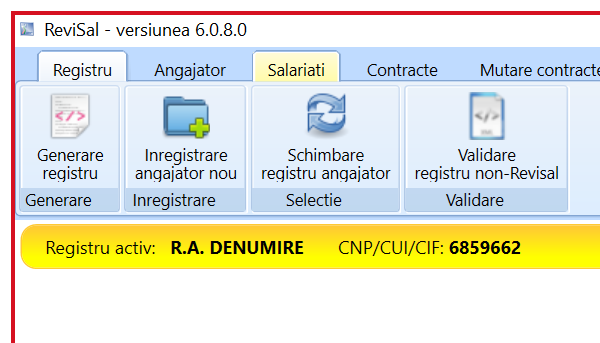 ReviSal - versiunea 6.0.8.0
Registru Angajator Salariati Contracte Mutare contracte
Generare registru
Inregistrare angajator nou
Schimbare registru angajator
Validare registru non-Revisal
Generare Inregistrare Selectie Validare
Registru activ: R.A. DENUMIRE CNP/CUI/CIF: 6859662